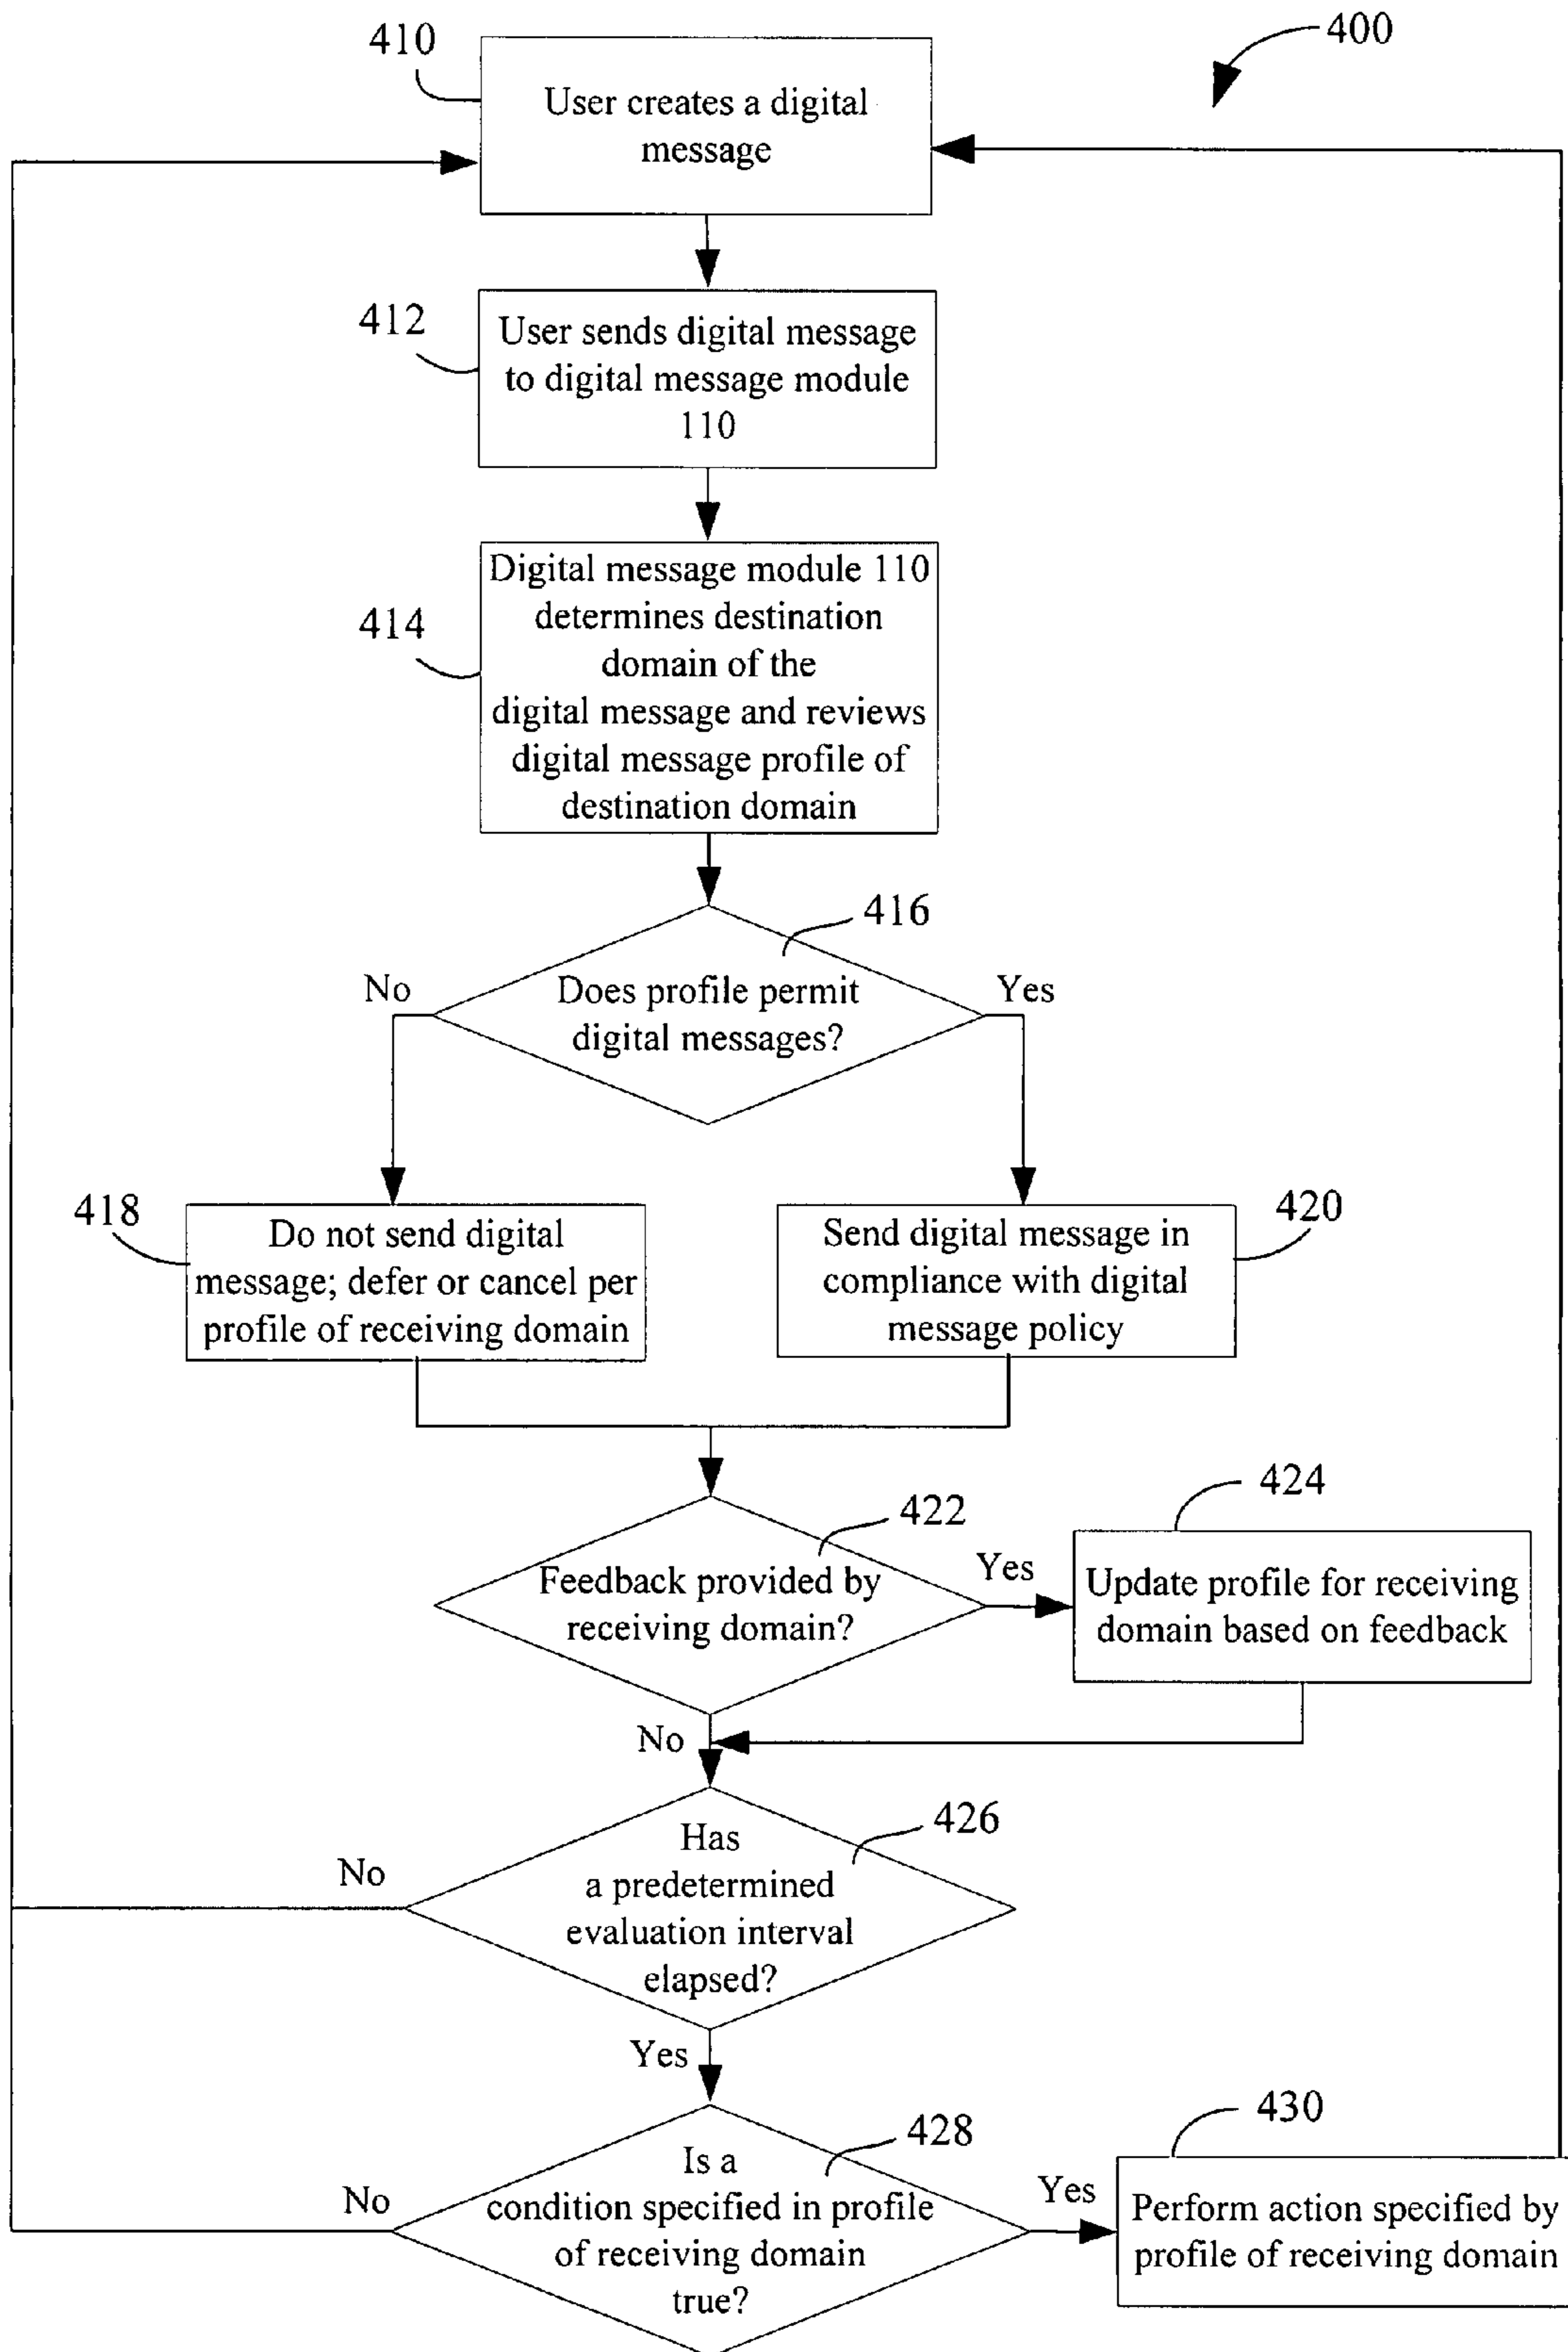 400
410
User creates a digital
message
412
User sends digital message
to digital message module
110
414
Digital message module 110
determines destination
domain of the
digital message and reviews
digital message profile of
destination domain
416
No
Does profile permit
digital messages?
Yes
418
Do not send digital
message; defer or cancel per
profile of receiving domain
420
Send digital message in
compliance with digital
message policy
422
Feedback provided by
receiving domain?
Yes
424
Update profile for receiving
domain based on feedback
No
426
Has
a predetermined
evaluation interval
elapsed?
No
Yes
428
Is a
condition specified in profile
of receiving domain
true?
No
Yes
430
Perform action specified by
profile of receiving domain